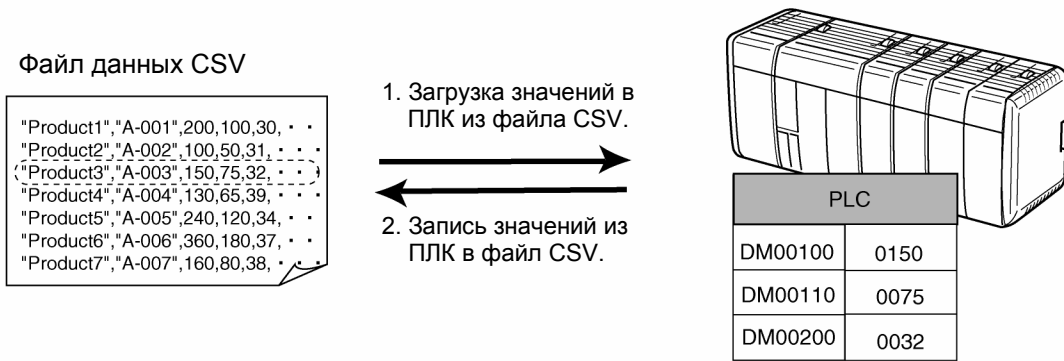 Файл данных CSV
"Product1","A-001",200,100,30, · ·
"Product2","A-002",100,50,31, · · ·
"Product3","A-003",150,75,32, · · ·
"Product4","A-004",130,65,39, · · ·
"Product5","A-005",240,120,34, · ·
"Product6","A-006",360,180,37, · ·
"Product7","A-007",160,80,38, · · ·
1. Загрузка значений в
ПЛК из файла CSV.
2. Запись значений из
ПЛК в файл CSV.
PLC
DM00100 0150
DM00110 0075
DM00200 0032